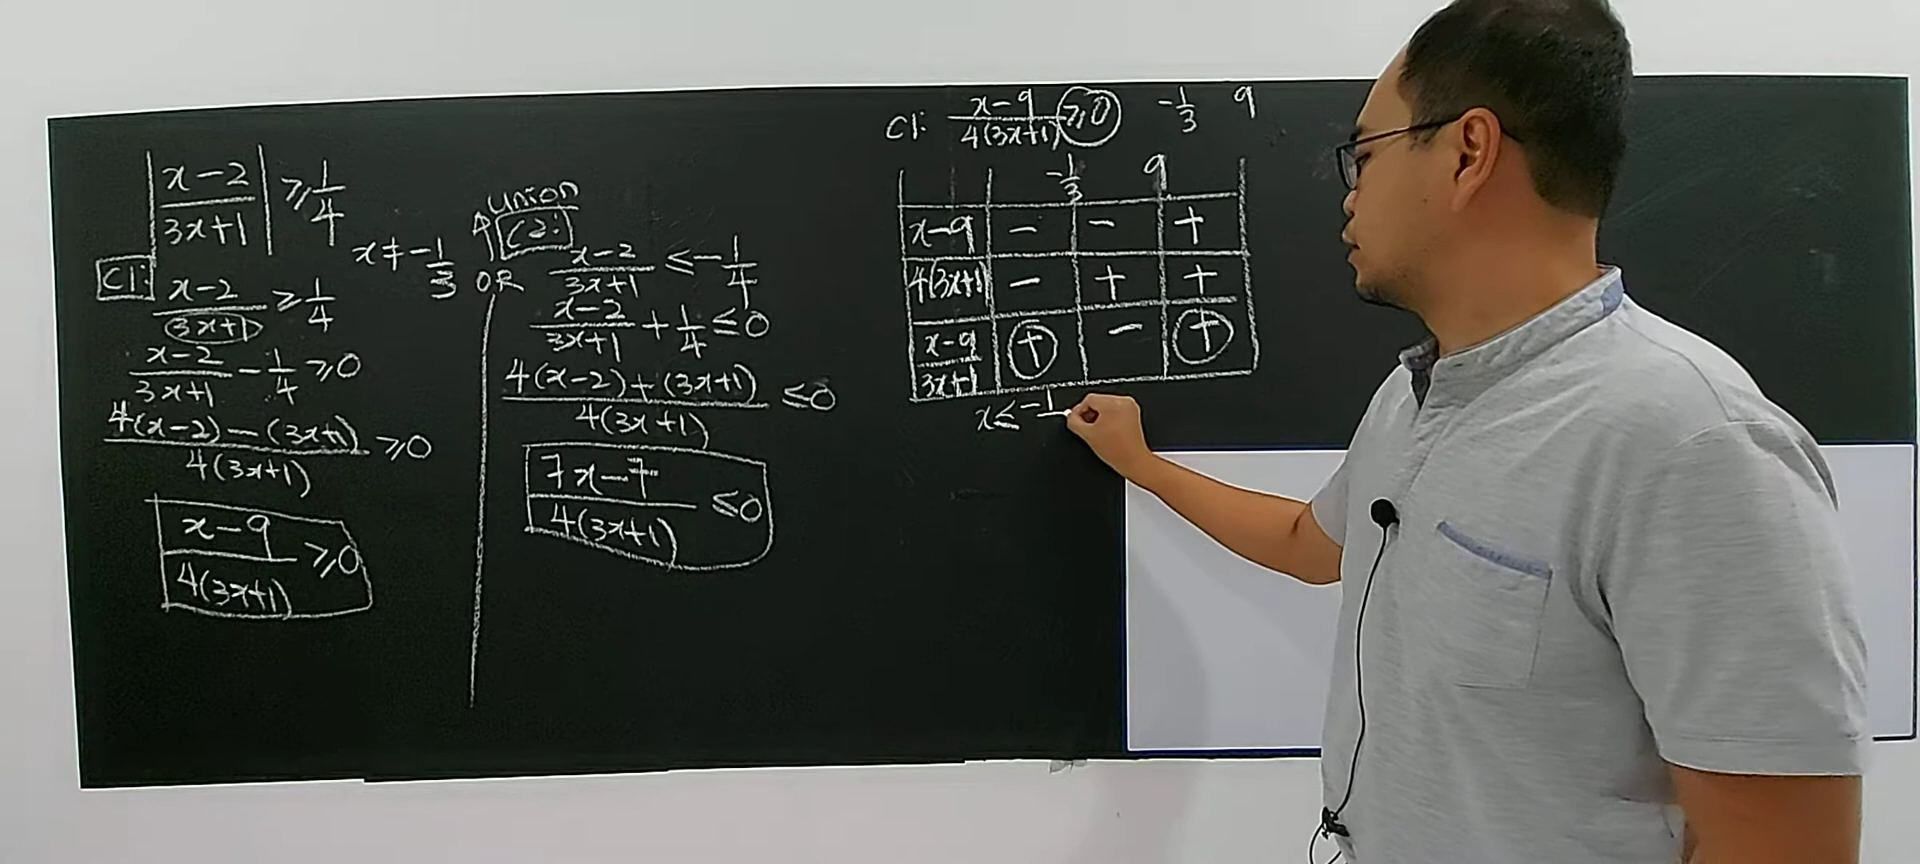 |x-2/3x+1| ≥ 1/4
x ≠ -1/3
C1:
x-2/3x+1 ≥ 1/4
x-2/3x+1 - 1/4 ≥ 0
4(x-2) - (3x+1)/4(3x+1) ≥ 0
x-9/4(3x+1) ≥ 0
union
OR
C2:
x-2/3x+1 ≤ -1/4
x-2/3x+1 + 1/4 ≤ 0
4(x-2) + (3x+1)/4(3x+1) ≤ 0
7x-7/4(3x+1) ≤ 0
C1: x-9/4(3x+1) ≥ 0 -1/3 9
-1/3 9
x-9 - - +
4(3x+1) - + +
x-9/3x+1 + - +
x ≤ -1